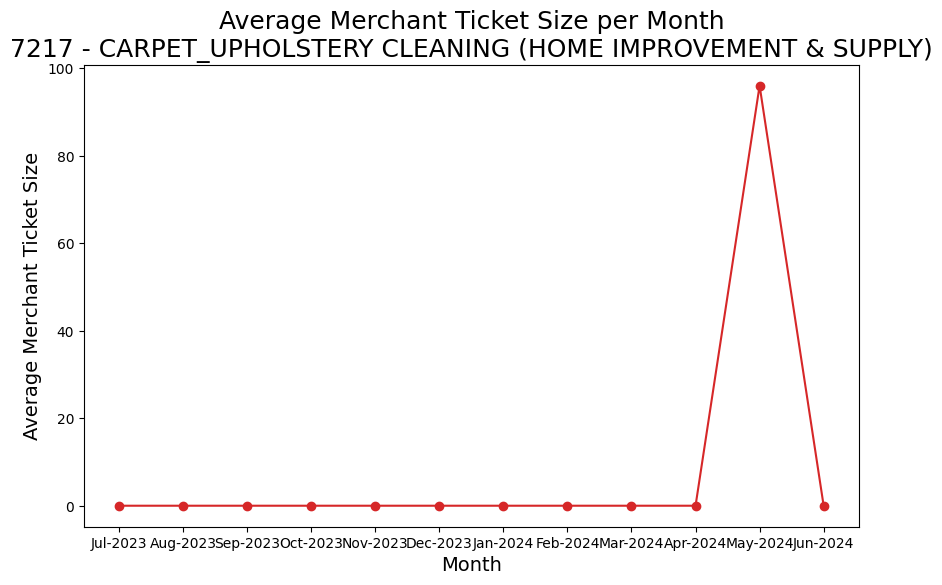 Average Merchant Ticket Size per Month
7217 - CARPET_UPHOLSTERY CLEANING (HOME IMPROVEMENT & SUPPLY)
Average Merchant Ticket Size
100
80
60
40
20
0
Jul-2023 Aug-2023 Sep-2023 Oct-2023 Nov-2023 Dec-2023 Jan-2024 Feb-2024 Mar-2024 Apr-2024 May-2024 Jun-2024
Month